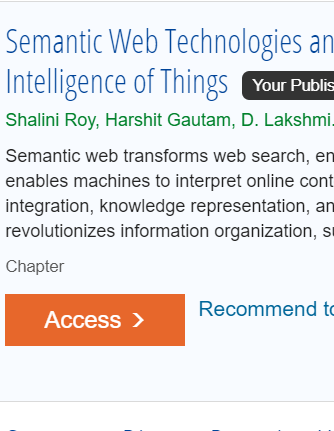 Semantic Web Technologies an
Intelligence of Things Your Publis
Shalini Roy, Harshit Gautam, D. Lakshmi.
Semantic web transforms web search, en
enables machines to interpret online cont
integration, knowledge representation, an
revolutionizes information organization, su
Chapter
Access
Recommend to